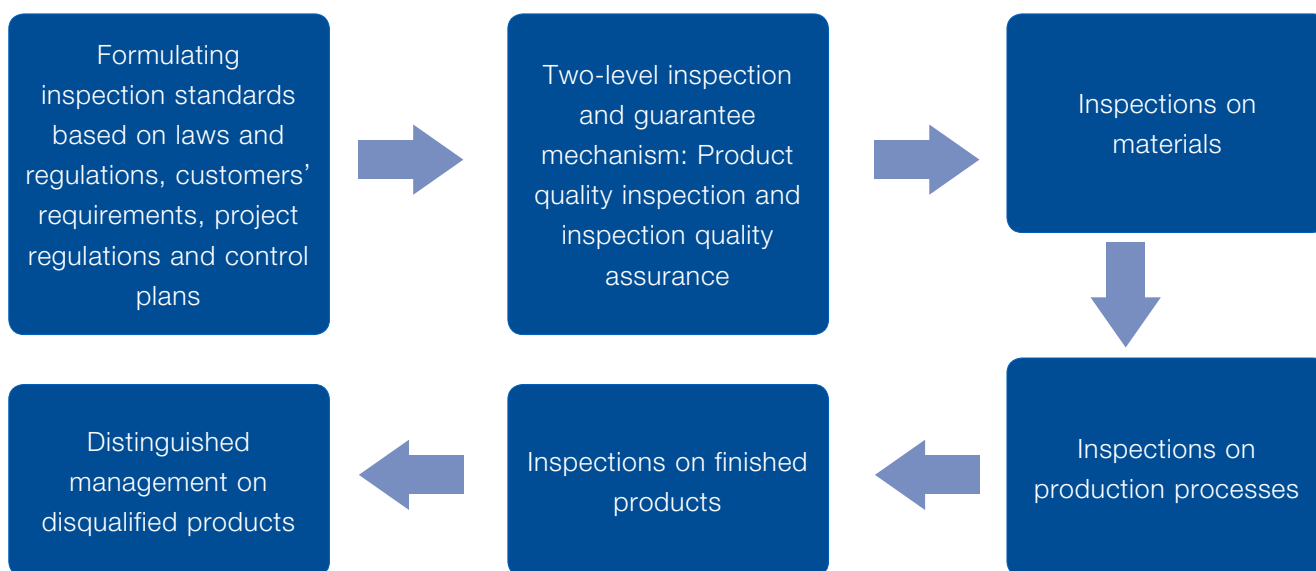 Formulating
inspection standards
based on laws and
regulations, customers’
requirements, project
regulations and control
plans
Two-level inspection
and guarantee
mechanism: Product
quality inspection and
inspection quality
assurance
Inspections on
materials
Inspections on
production processes
Inspections on finished
products
Distinguished
management on
disqualified products